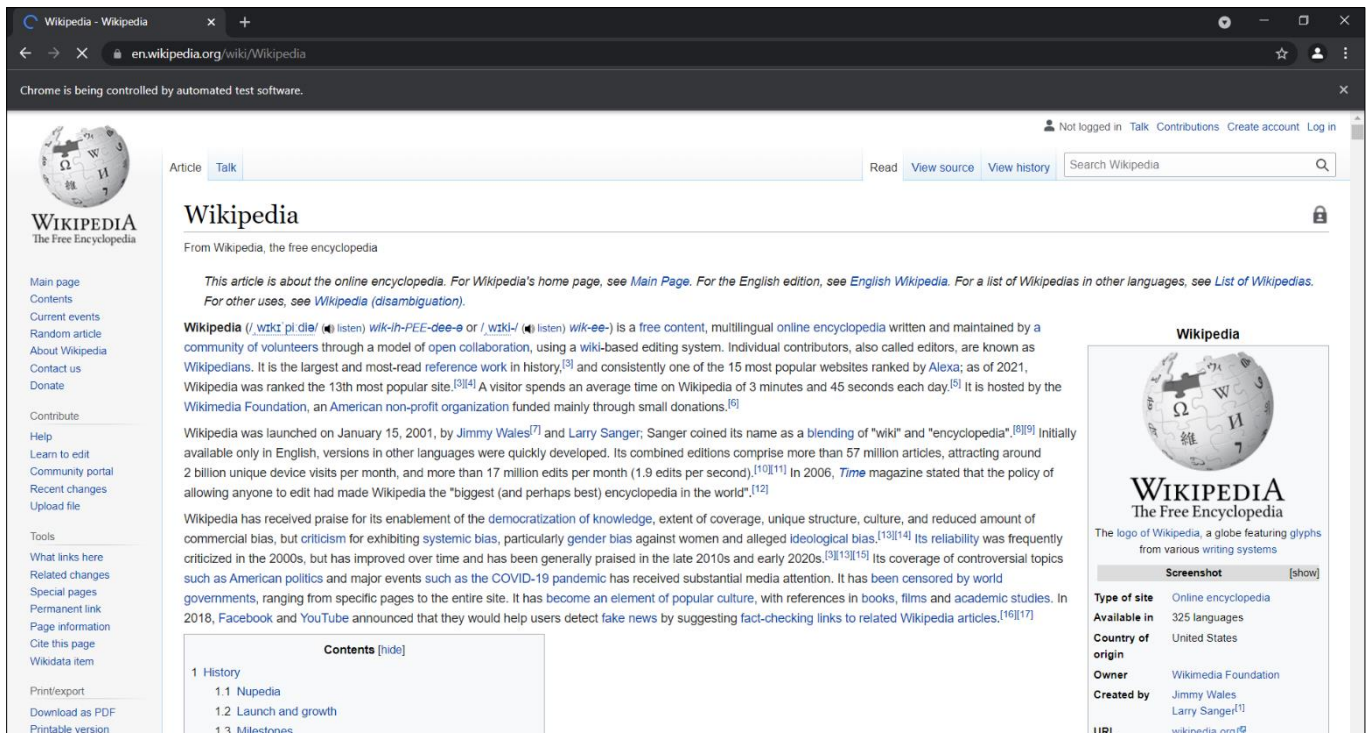 Wikipedia - Wikipedia
en.wikipedia.org/wiki/Wikipedia
Chrome is being controlled by automated test software.
Not logged in Talk Contributions Create account Log in
Article Talk
Read View source View history Search Wikipedia
WIKIPEDIA
The Free Encyclopedia
Main page
Contents
Current events
Random article
About Wikipedia
Contact us
Donate
Contribute
Help
Learn to edit
Community portal
Recent changes
Upload file
Tools
What links here
Related changes
Special pages
Permanent link
Page information
Cite this page
Wikidata item
Print/export
Download as PDF
Printable version
Wikipedia
From Wikipedia, the free encyclopedia
This article is about the online encyclopedia. For Wikipedia's home page, see Main Page. For the English edition, see English Wikipedia. For a list of Wikipedias in other languages, see List of Wikipedias.
For other uses, see Wikipedia (disambiguation).
Wikipedia (/ˌwɪkɪˈpiːdiə/ (listen) wik-ih-PEE-dee-ə or /ˌwɪki-/ (listen) wik-ee-) is a free content, multilingual online encyclopedia written and maintained by a
community of volunteers through a model of open collaboration, using a wiki-based editing system. Individual contributors, also called editors, are known as
Wikipedians. It is the largest and most-read reference work in history,[3] and consistently one of the 15 most popular websites ranked by Alexa; as of 2021,
Wikipedia was ranked the 13th most popular site.[3][4] A visitor spends an average time on Wikipedia of 3 minutes and 45 seconds each day.[5] It is hosted by the
Wikimedia Foundation, an American non-profit organization funded mainly through small donations.[6]
Wikipedia was launched on January 15, 2001, by Jimmy Wales[7] and Larry Sanger; Sanger coined its name as a blending of "wiki" and "encyclopedia".[8][9] Initially
available only in English, versions in other languages were quickly developed. Its combined editions comprise more than 57 million articles, attracting around
2 billion unique device visits per month, and more than 17 million edits per month (1.9 edits per second).[10][11] In 2006, Time magazine stated that the policy of
allowing anyone to edit had made Wikipedia the "biggest (and perhaps best) encyclopedia in the world".[12]
Wikipedia has received praise for its enablement of the democratization of knowledge, extent of coverage, unique structure, culture, and reduced amount of
commercial bias, but criticism for exhibiting systemic bias, particularly gender bias against women and alleged ideological bias.[13][14] Its reliability was frequently
criticized in the 2000s, but has improved over time and has been generally praised in the late 2010s and early 2020s.[3][13][15] Its coverage of controversial topics
such as American politics and major events such as the COVID-19 pandemic has received substantial media attention. It has been censored by world
governments, ranging from specific pages to the entire site. It has become an element of popular culture, with references in books, films and academic studies. In
2018, Facebook and YouTube announced that they would help users detect fake news by suggesting fact-checking links to related Wikipedia articles.[16][17]
Contents [hide]
1 History
1.1 Nupedia
1.2 Launch and growth
1.3 Milestones
Wikipedia
Ω W И 維 7
WIKIPEDIA
The Free Encyclopedia
The logo of Wikipedia, a globe featuring glyphs
from various writing systems
Screenshot [show]
Type of site Online encyclopedia
Available in 325 languages
Country of origin United States
Owner Wikimedia Foundation
Created by Jimmy Wales
Larry Sanger[1]
URL wikipedia.org